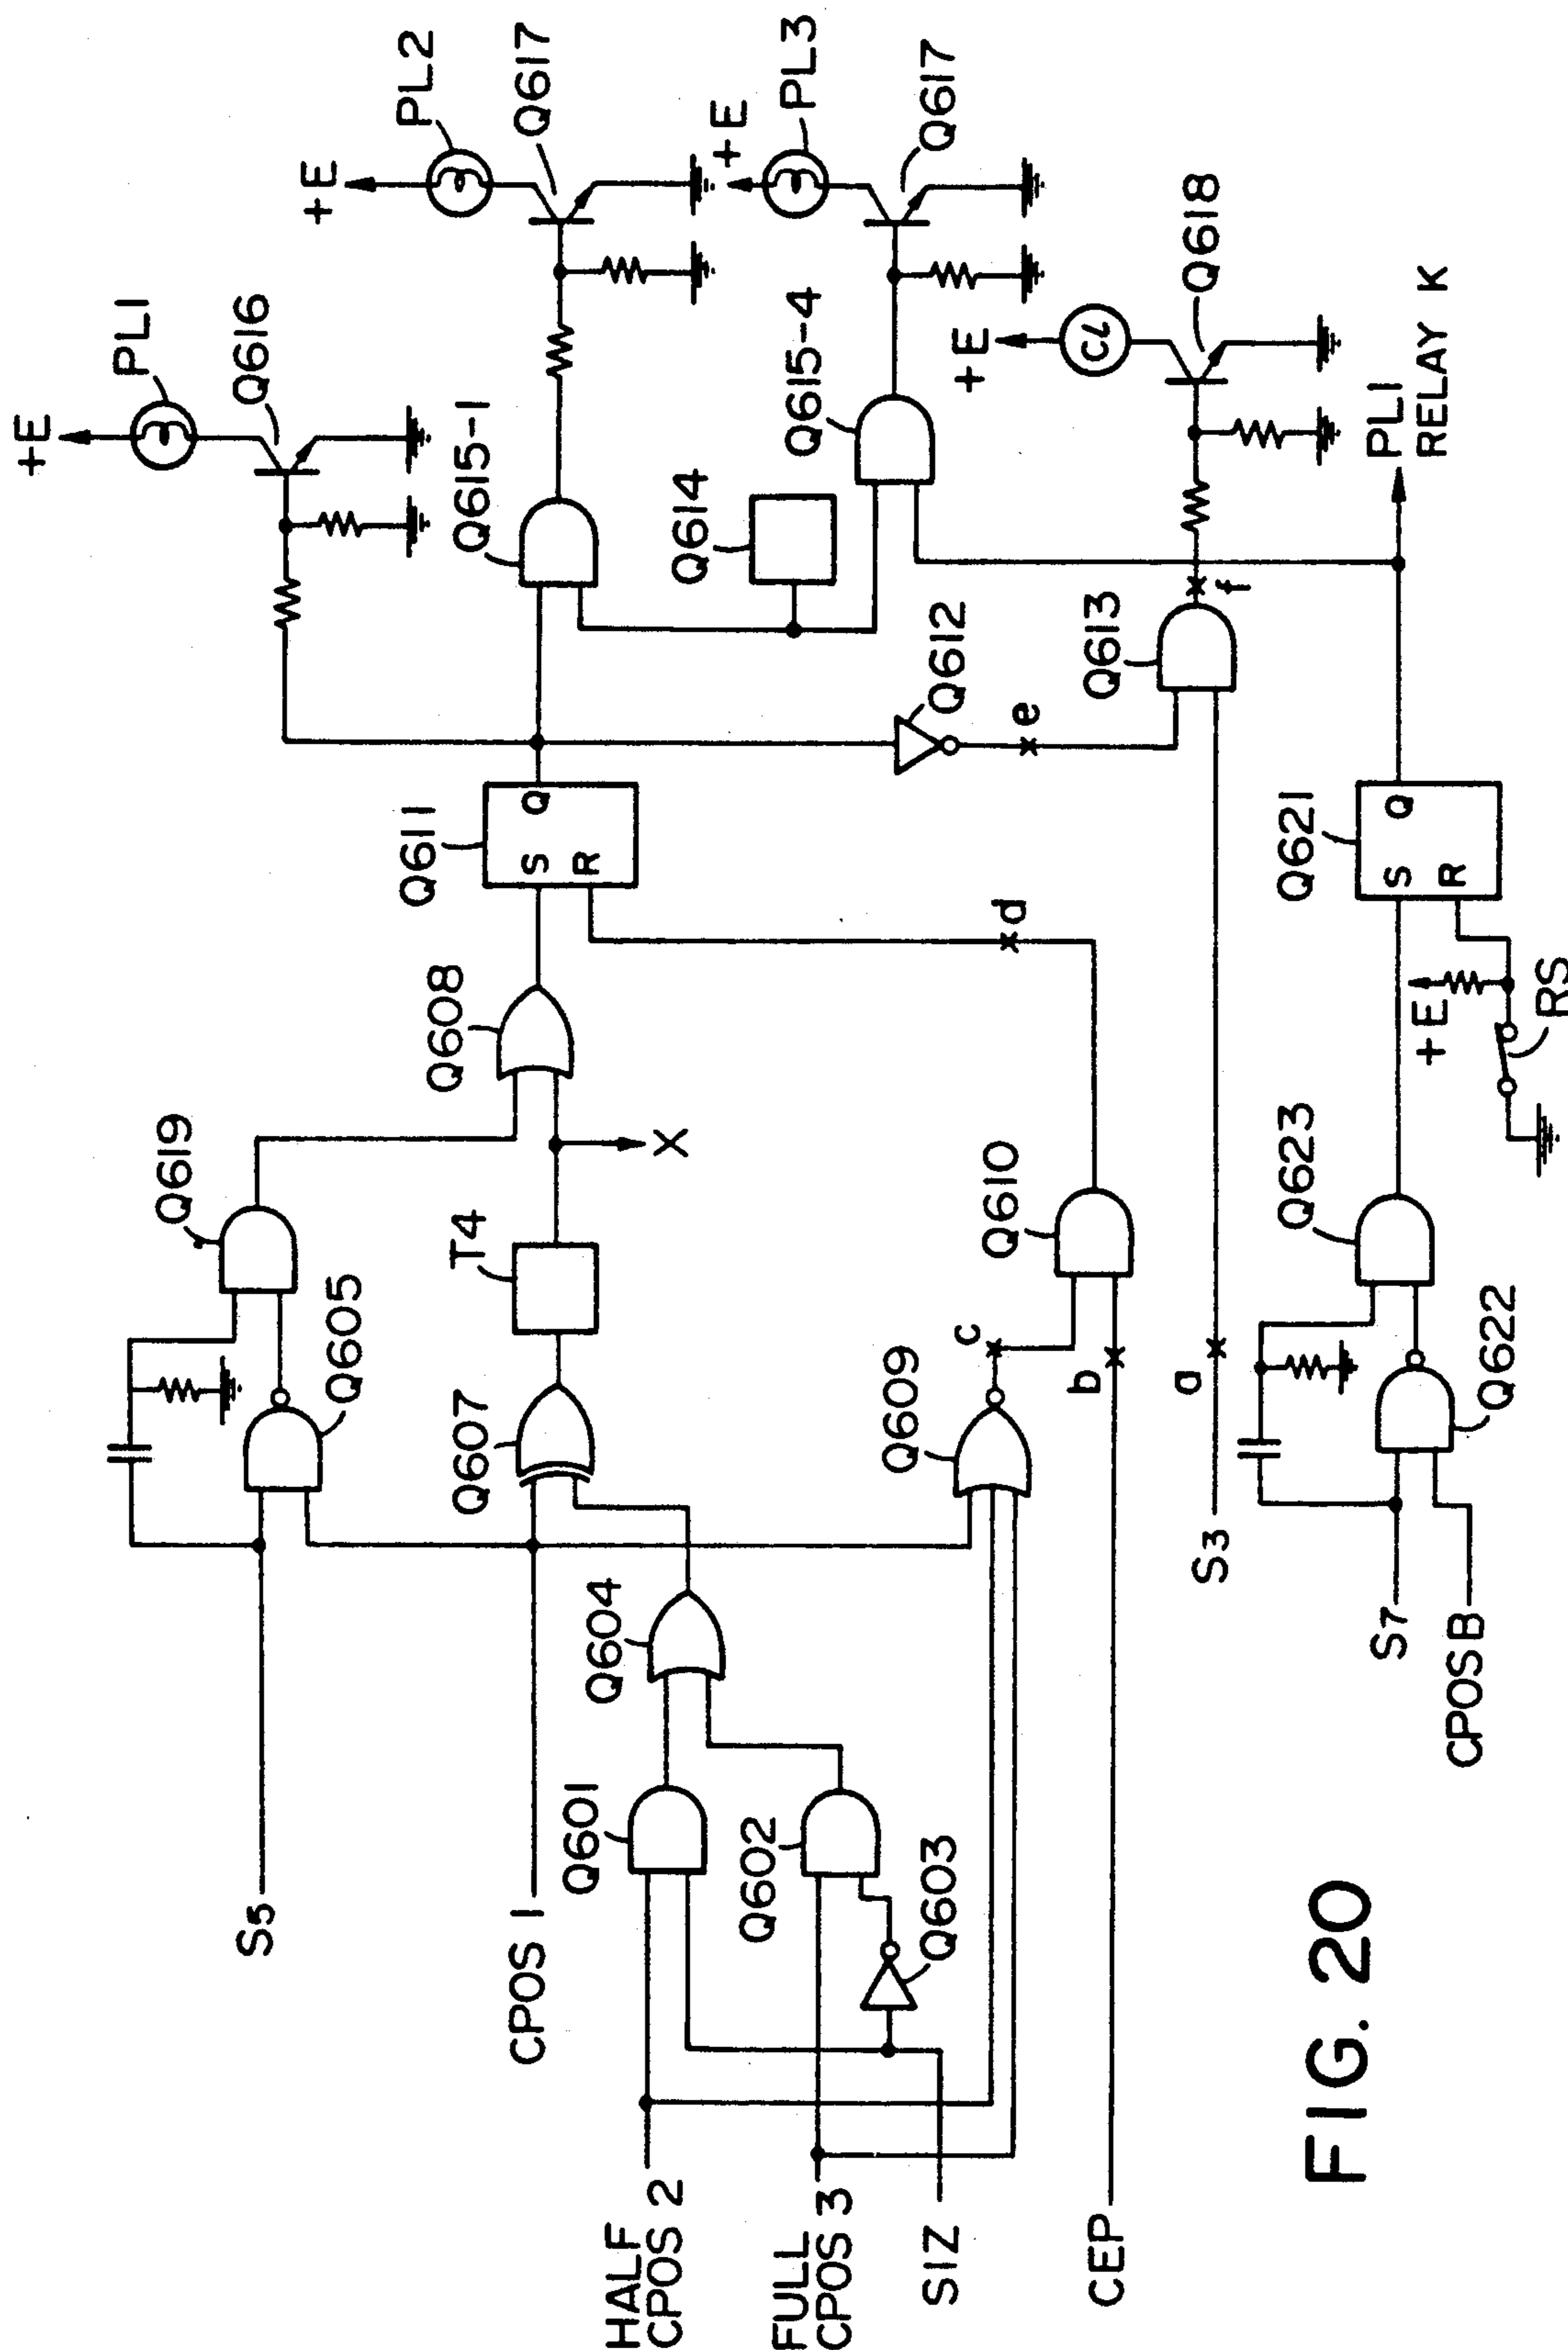 +E
PL1
Q616
+E
PL2
Q617
+E
PL3
Q617
+E
CL
Q618
PL1
RELAY K
Q615-1
Q614
Q615-4
Q612
e
Q613
f
Q611
S
Q
R
d
Q621
S
Q
R
+E
RS
Q608
Q619
X
T4
Q605
Q607
Q610
c
b
a
Q609
Q623
Q622
S3
S7
CPOS B
Q604
Q601
Q602
Q603
S5
CPOS 1
HALF
CPOS 2
FULL
CPOS 3
SIZ
CEP
FIG. 20